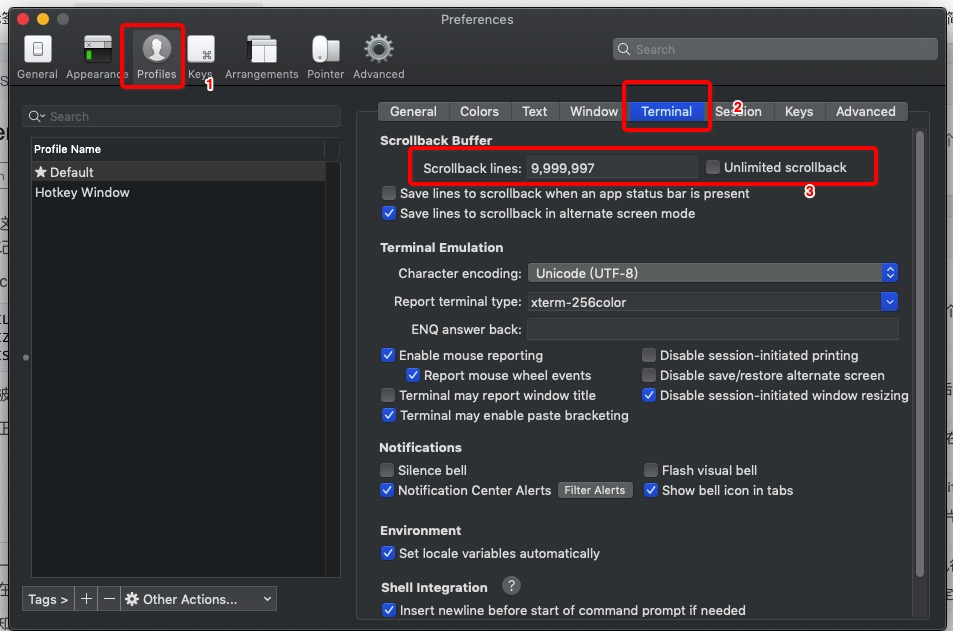 Preferences
General Appearanc Profiles Keys Arrangements Pointer Advanced
Search
1
Search
General Colors Text Window Terminal Session Keys Advanced
2
Profile Name
★ Default
Hotkey Window
Scrollback Buffer
Scrollback lines: 9,999,997 Unlimited scrollback
3
Save lines to scrollback when an app status bar is present
Save lines to scrollback in alternate screen mode
Terminal Emulation
Character encoding: Unicode (UTF-8)
Report terminal type: xterm-256color
ENQ answer back:
Enable mouse reporting Disable session-initiated printing
Report mouse wheel events Disable save/restore alternate screen
Terminal may report window title Disable session-initiated window resizing
Terminal may enable paste bracketing
Notifications
Silence bell Flash visual bell
Notification Center Alerts Filter Alerts Show bell icon in tabs
Environment
Set locale variables automatically
Shell Integration ?
Insert newline before start of command prompt if needed
Tags > + − Other Actions...